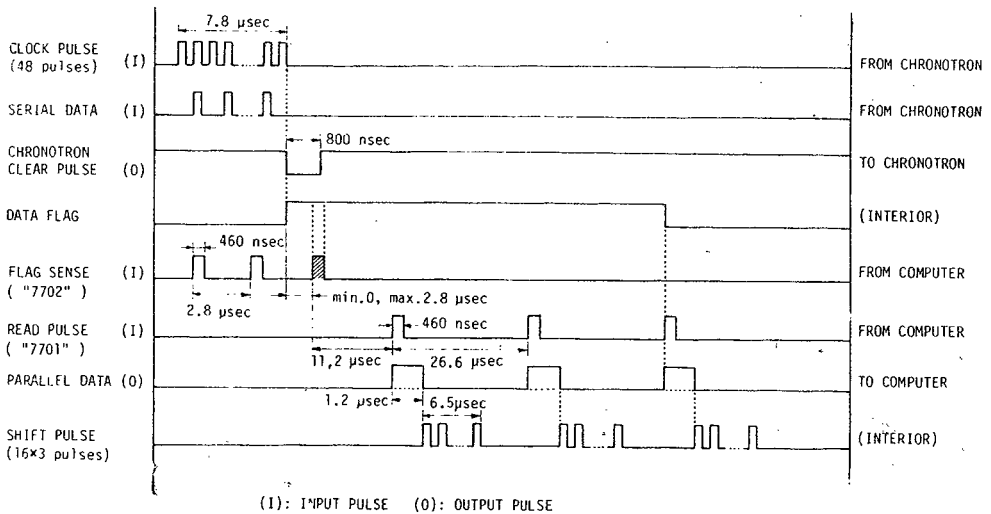 7.8 µsec
CLOCK PULSE (I) FROM CHRONOTRON
(48 pulses)
SERIAL DATA (I) FROM CHRONOTRON
800 nsec
CHRONOTRON
CLEAR PULSE (O) TO CHRONOTRON
DATA FLAG (INTERIOR)
460 nsec
FLAG SENSE (I) FROM COMPUTER
( "7702" )
2.8 µsec min.0, max.2.8 µsec
READ PULSE (I) 460 nsec FROM COMPUTER
( "7701" )
11,2 µsec 26.6 µsec
PARALLEL DATA (O) TO COMPUTER
1.2 µsec 6.5µsec
SHIFT PULSE (INTERIOR)
(16×3 pulses)
(I): INPUT PULSE (O): OUTPUT PULSE